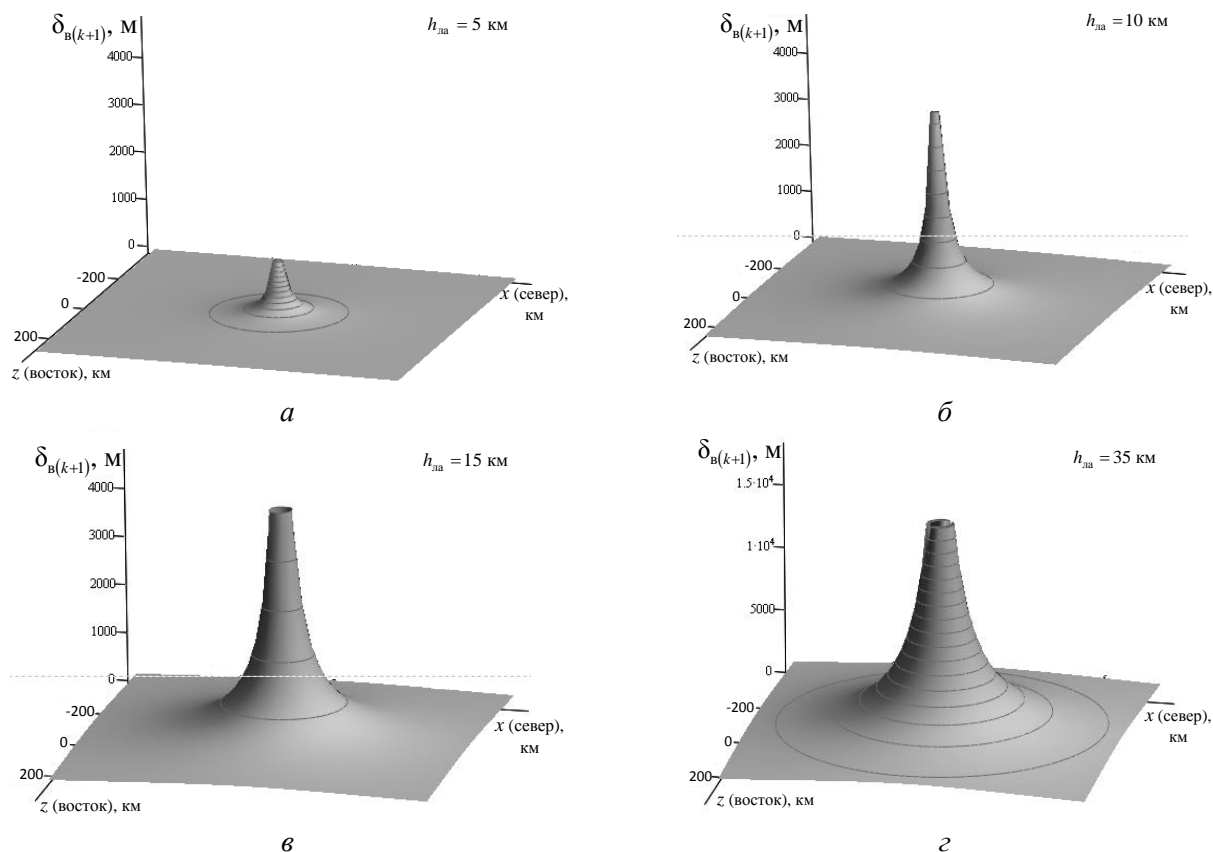 δв(k+1), м
hла = 5 км
4000
3000
2000
1000
0
-200
0
200
x (север),
км
z (восток), км
а
δв(k+1), м
hла = 10 км
4000
3000
2000
1000
0
-200
0
200
x (север),
км
z (восток), км
б
δв(k+1), м
hла = 15 км
4000
3000
2000
1000
0
-200
0
200
x (север),
км
z (восток), км
в
δв(k+1), м
hла = 35 км
1.5·10⁴
1·10⁴
5000
0
-200
0
200
x (север),
км
z (восток), км
г